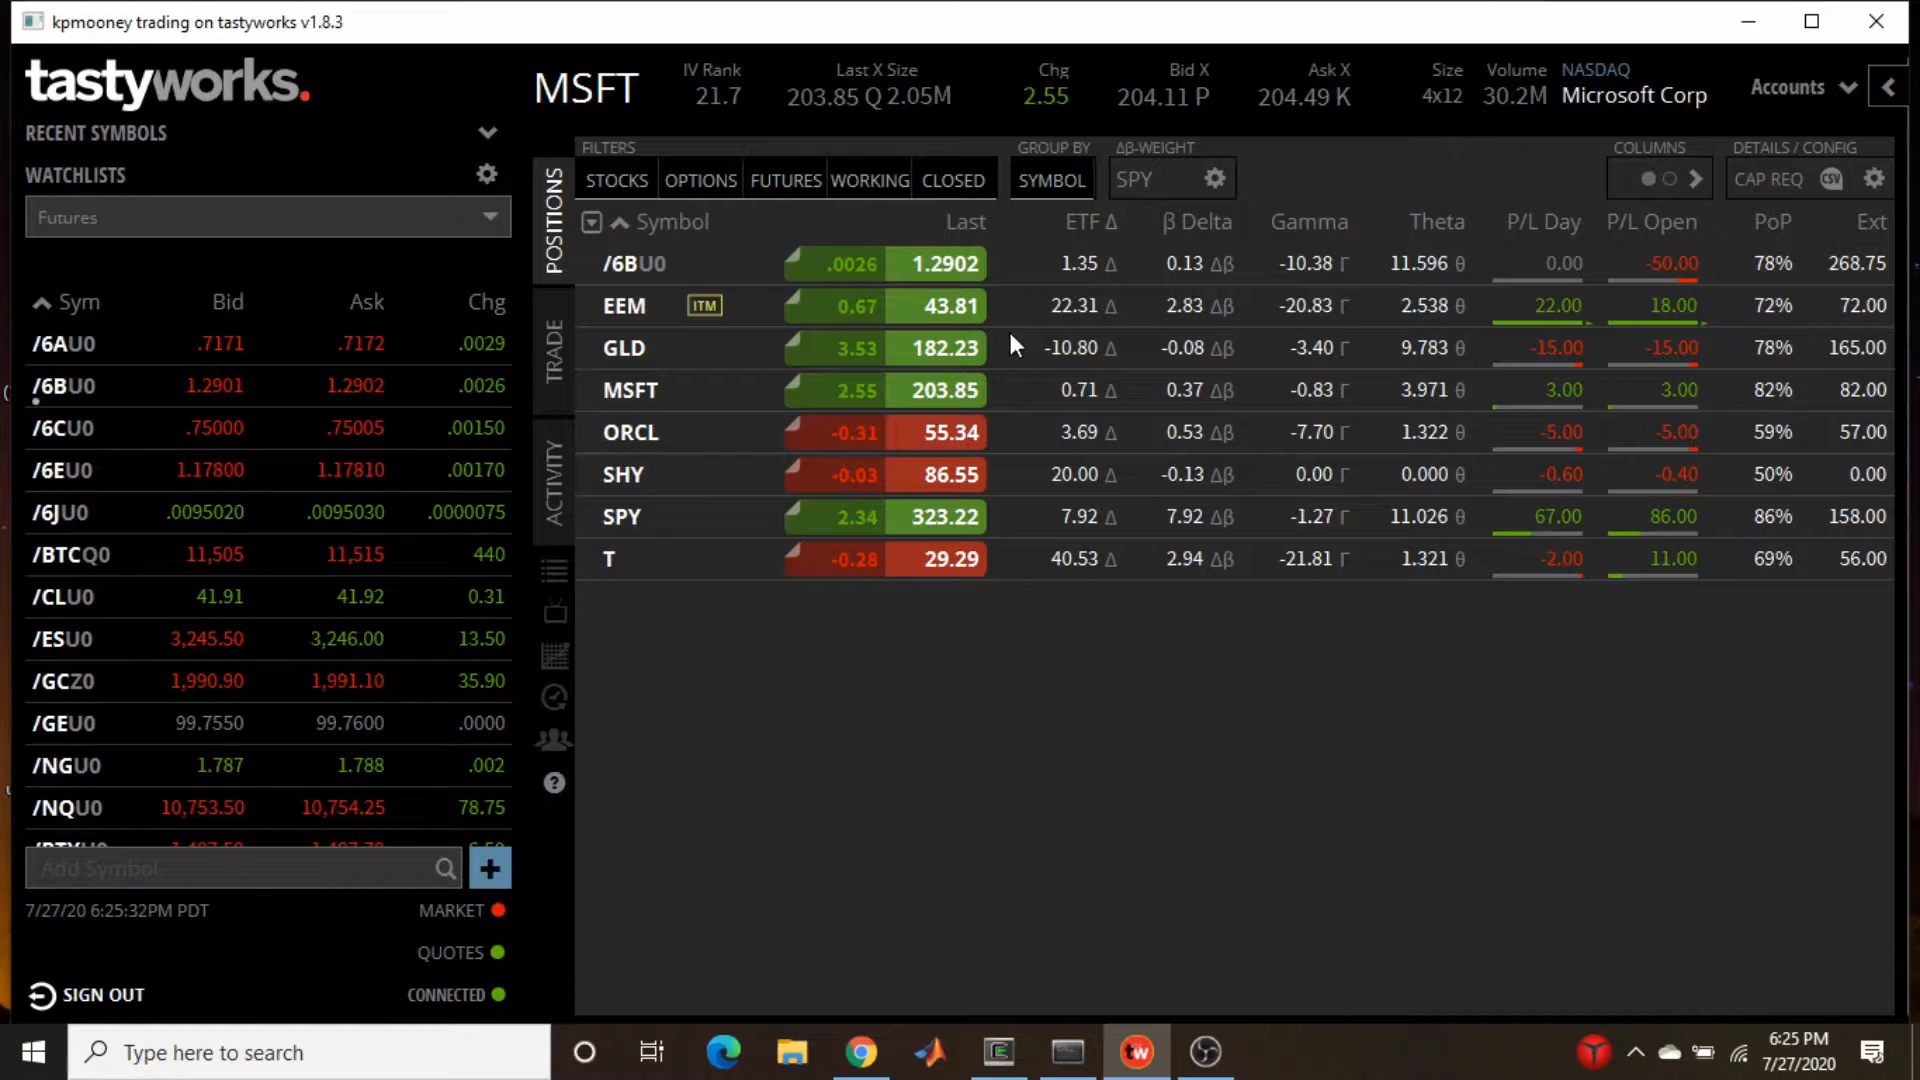 kpmooney trading on tastyworks v1.8.3
tastyworks.
MSFT
IV Rank
21.7
Last X Size
203.85 Q 2.05M
Chg
2.55
Bid X
204.11 P
Ask X
204.49 K
Size
4x12
Volume
30.2M
NASDAQ
Microsoft Corp
Accounts
RECENT SYMBOLS
WATCHLISTS
Futures
Sym Bid Ask Chg
/6AU0 .7171 .7172 .0029
/6BU0 1.2901 1.2902 .0026
/6CU0 .75000 .75005 .00150
/6EU0 1.17800 1.17810 .00170
/6JU0 .0095020 .0095030 .0000075
/BTCQ0 11,505 11,515 440
/CLU0 41.91 41.92 0.31
/ESU0 3,245.50 3,246.00 13.50
/GCZ0 1,990.90 1,991.10 35.90
/GEU0 99.7550 99.7600 .0000
/NGU0 1.787 1.788 .002
/NQU0 10,753.50 10,754.25 78.75
Add Symbol
7/27/20 6:25:32PM PDT
MARKET
QUOTES
CONNECTED
SIGN OUT
POSITIONS
TRADE
ACTIVITY
FILTERS
STOCKS OPTIONS FUTURES WORKING CLOSED
GROUP BY
SYMBOL
Δβ-WEIGHT
SPY
COLUMNS
DETAILS / CONFIG
CAP REQ CSV
Symbol Last ETF Δ β Delta Gamma Theta P/L Day P/L Open PoP Ext
/6BU0 .0026 1.2902 1.35 Δ 0.13 Δβ -10.38 Γ 11.596 θ 0.00 -50.00 78% 268.75
EEM ITM 0.67 43.81 22.31 Δ 2.83 Δβ -20.83 Γ 2.538 θ 22.00 18.00 72% 72.00
GLD 3.53 182.23 -10.80 Δ -0.08 Δβ -3.40 Γ 9.783 θ -15.00 -15.00 78% 165.00
MSFT 2.55 203.85 0.71 Δ 0.37 Δβ -0.83 Γ 3.971 θ 3.00 3.00 82% 82.00
ORCL -0.31 55.34 3.69 Δ 0.53 Δβ -7.70 Γ 1.322 θ -5.00 -5.00 59% 57.00
SHY -0.03 86.55 20.00 Δ -0.13 Δβ 0.00 Γ 0.000 θ -0.60 -0.40 50% 0.00
SPY 2.34 323.22 7.92 Δ 7.92 Δβ -1.27 Γ 11.026 θ 67.00 86.00 86% 158.00
T -0.28 29.29 40.53 Δ 2.94 Δβ -21.81 Γ 1.321 θ -2.00 11.00 69% 56.00
Type here to search
tw
6:25 PM
7/27/2020